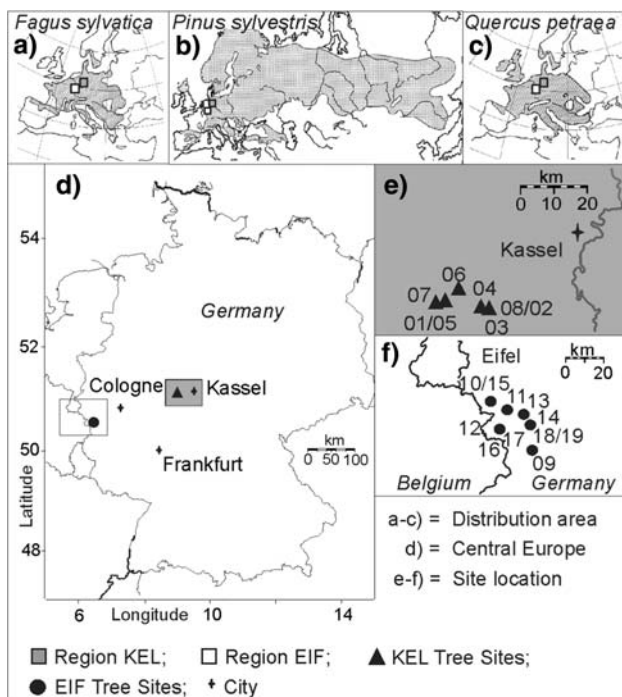 Fagus sylvatica
Pinus sylvestris
Quercus petraea
a)
b)
c)
d)
54
52
51
50
48
Latitude
6
10
14
Longitude
Germany
Cologne
Kassel
Frankfurt
km
0 50 100
e)
km
0 10 20
Kassel
06
04
07
08/02
01/05
03
f)
Eifel
km
0 20
10/15
11
13
14
12
18/19
17
16
09
Belgium
Germany
a-c) = Distribution area
d) = Central Europe
e-f) = Site location
Region KEL;
Region EIF;
KEL Tree Sites;
EIF Tree Sites;
City